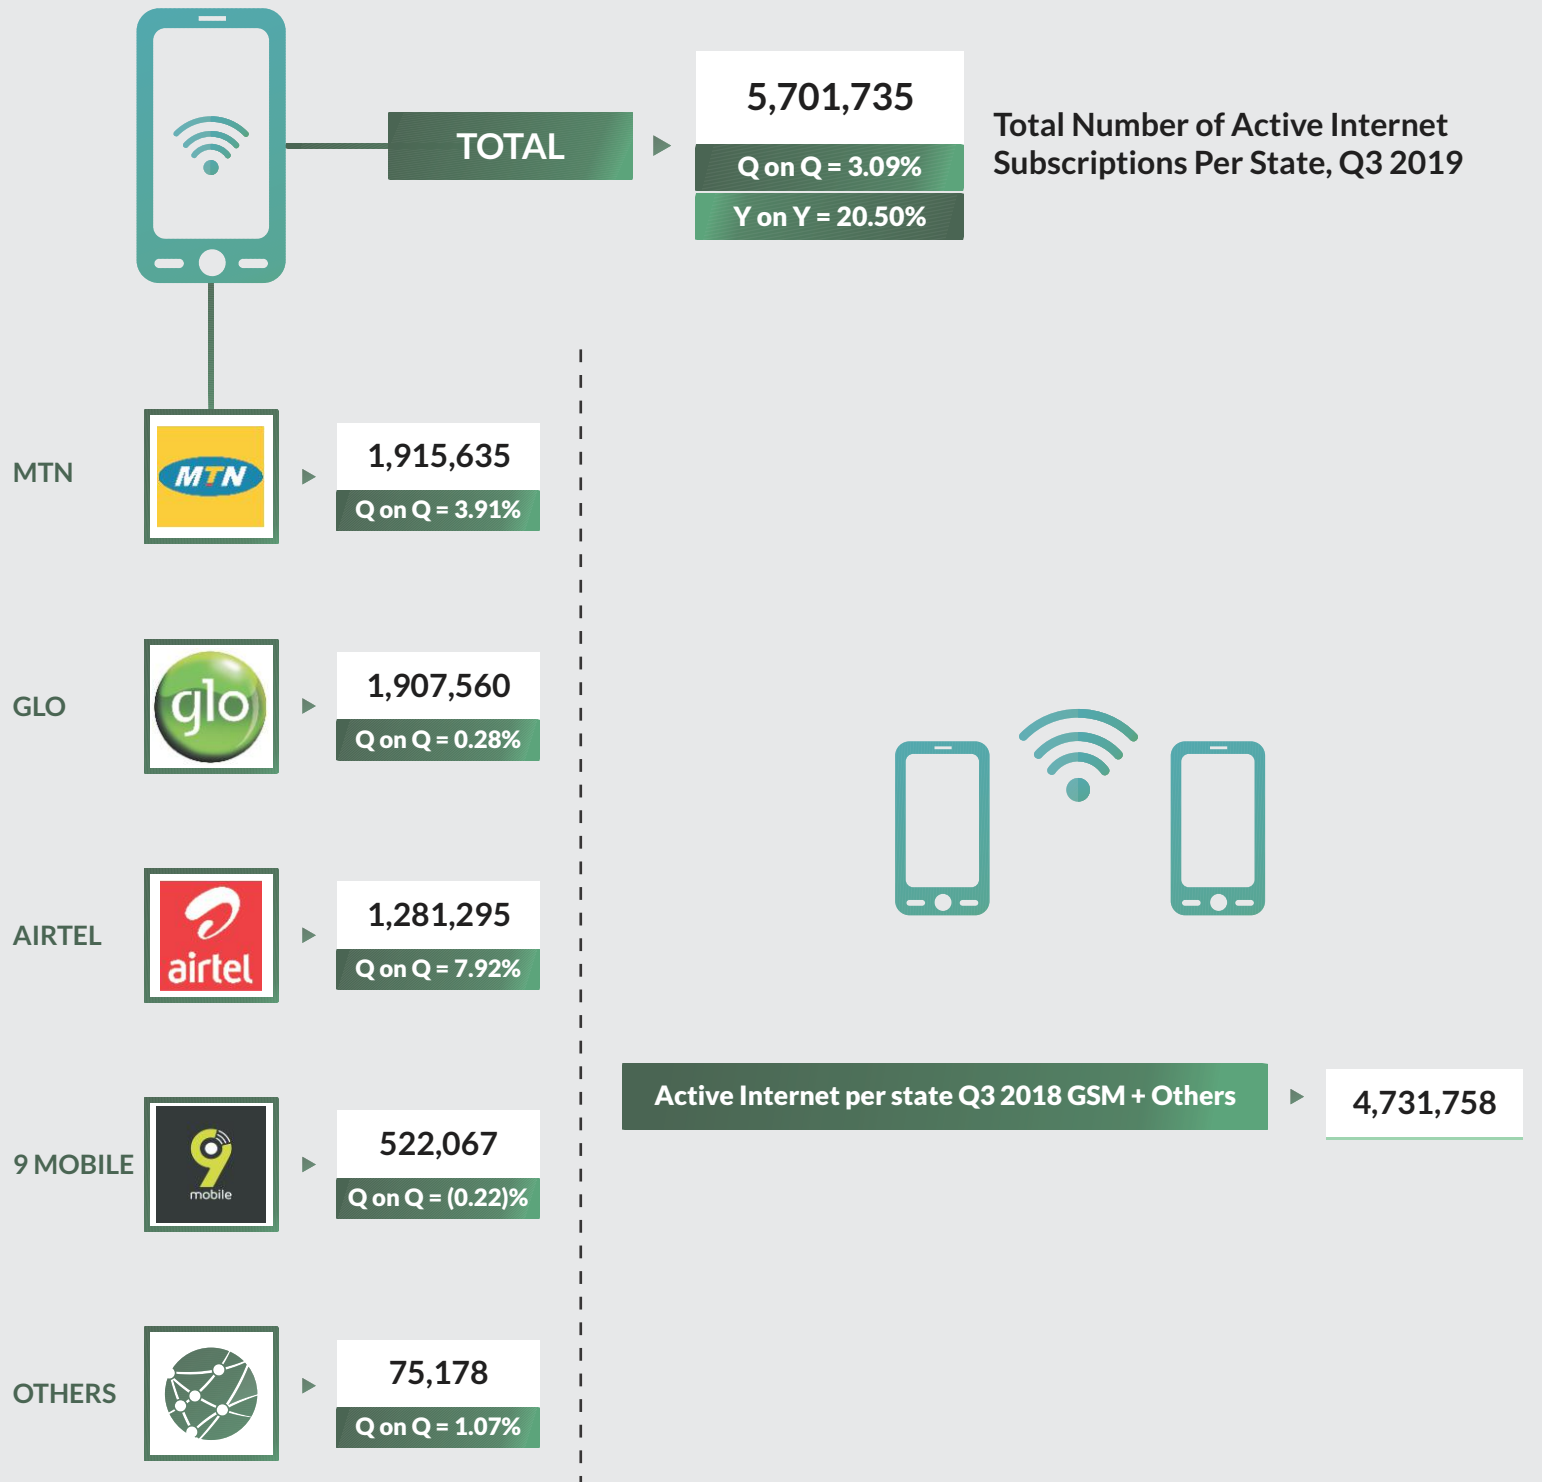 TOTAL
5,701,735
Q on Q = 3.09%
Y on Y = 20.50%
Total Number of Active Internet
Subscriptions Per State, Q3 2019
MTN
MTN
1,915,635
Q on Q = 3.91%
GLO
glo
1,907,560
Q on Q = 0.28%
AIRTEL
airtel
1,281,295
Q on Q = 7.92%
9 MOBILE
9
mobile
522,067
Q on Q = (0.22)%
OTHERS
75,178
Q on Q = 1.07%
Active Internet per state Q3 2018 GSM + Others
4,731,758